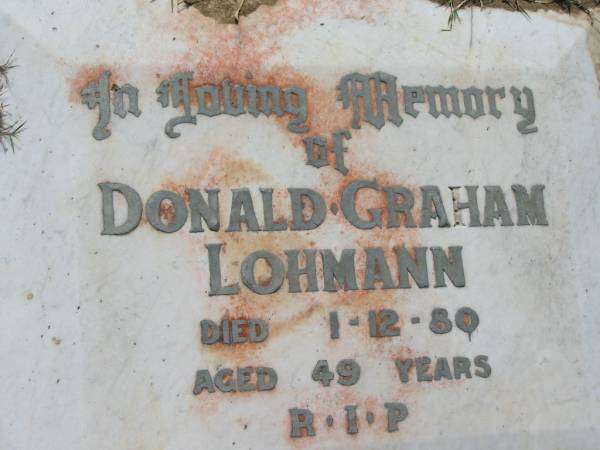 In Loving Memory
of
DONALD·GRAHAM
LOHMANN
DIED 1-12-80
AGED 49 YEARS
R·I·P